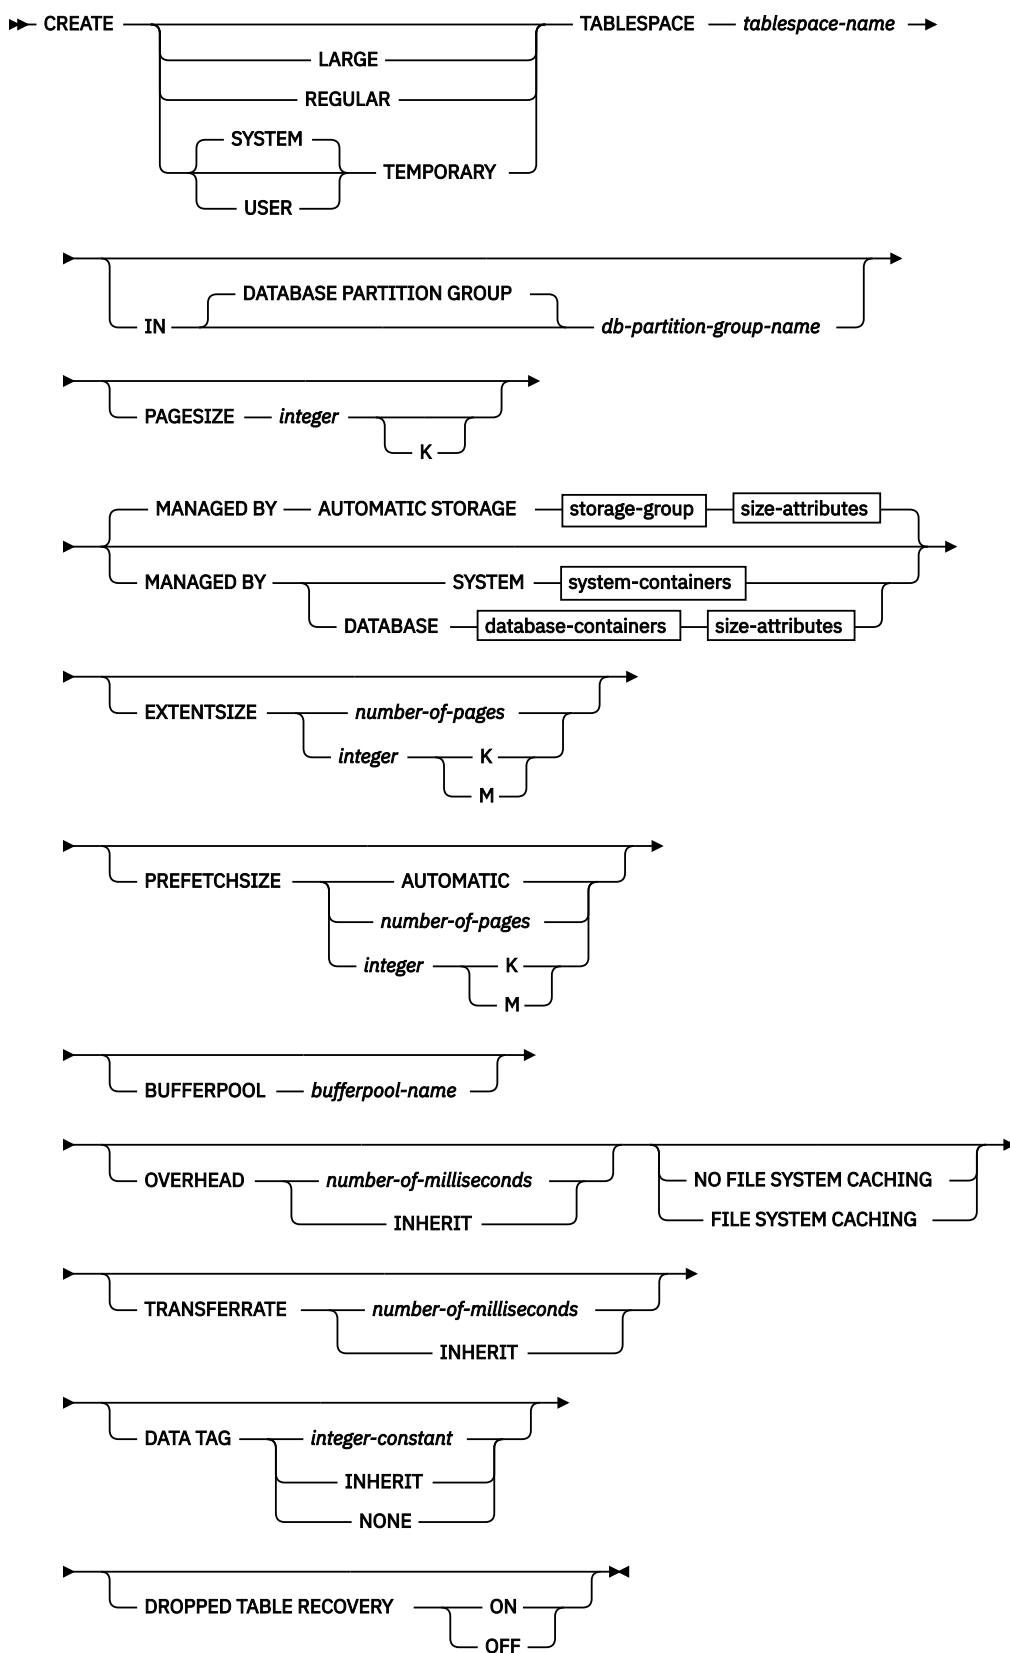 CREATE TABLESPACE tablespace-name
LARGE
REGULAR
SYSTEM
TEMPORARY
USER
DATABASE PARTITION GROUP
IN db-partition-group-name
PAGESIZE integer
K
MANAGED BY AUTOMATIC STORAGE storage-group size-attributes
MANAGED BY SYSTEM system-containers
DATABASE database-containers size-attributes
EXTENTSIZE number-of-pages
integer K
M
PREFETCHSIZE AUTOMATIC
number-of-pages
integer K
M
BUFFERPOOL bufferpool-name
OVERHEAD number-of-milliseconds NO FILE SYSTEM CACHING
INHERIT FILE SYSTEM CACHING
TRANSFERRATE number-of-milliseconds
INHERIT
DATA TAG integer-constant
INHERIT
NONE
DROPPED TABLE RECOVERY ON
OFF